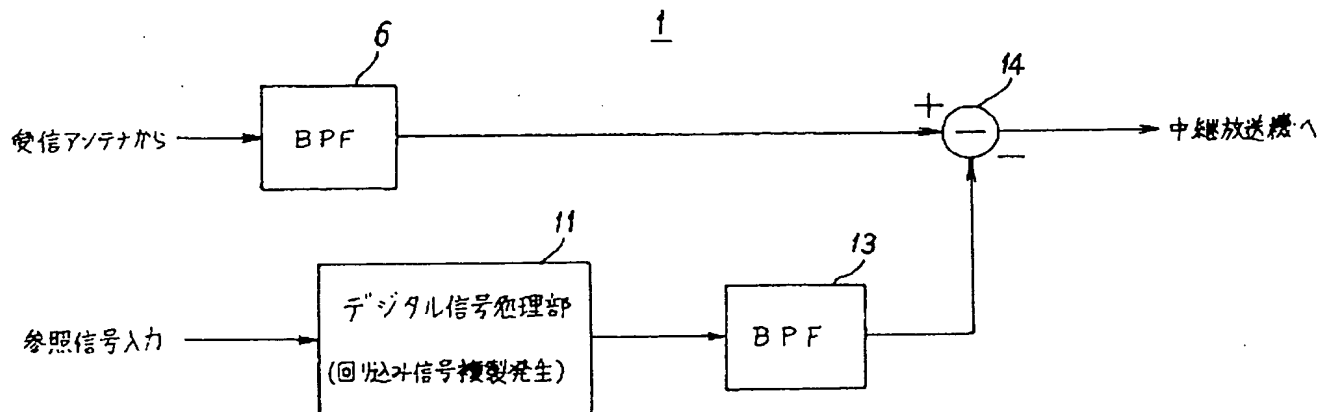 1
6
14
受信アンテナから
BPF
+
−
−
中継放送機へ
11
13
参照信号入力
デジタル信号処理部
(回り込み信号複製発生)
BPF